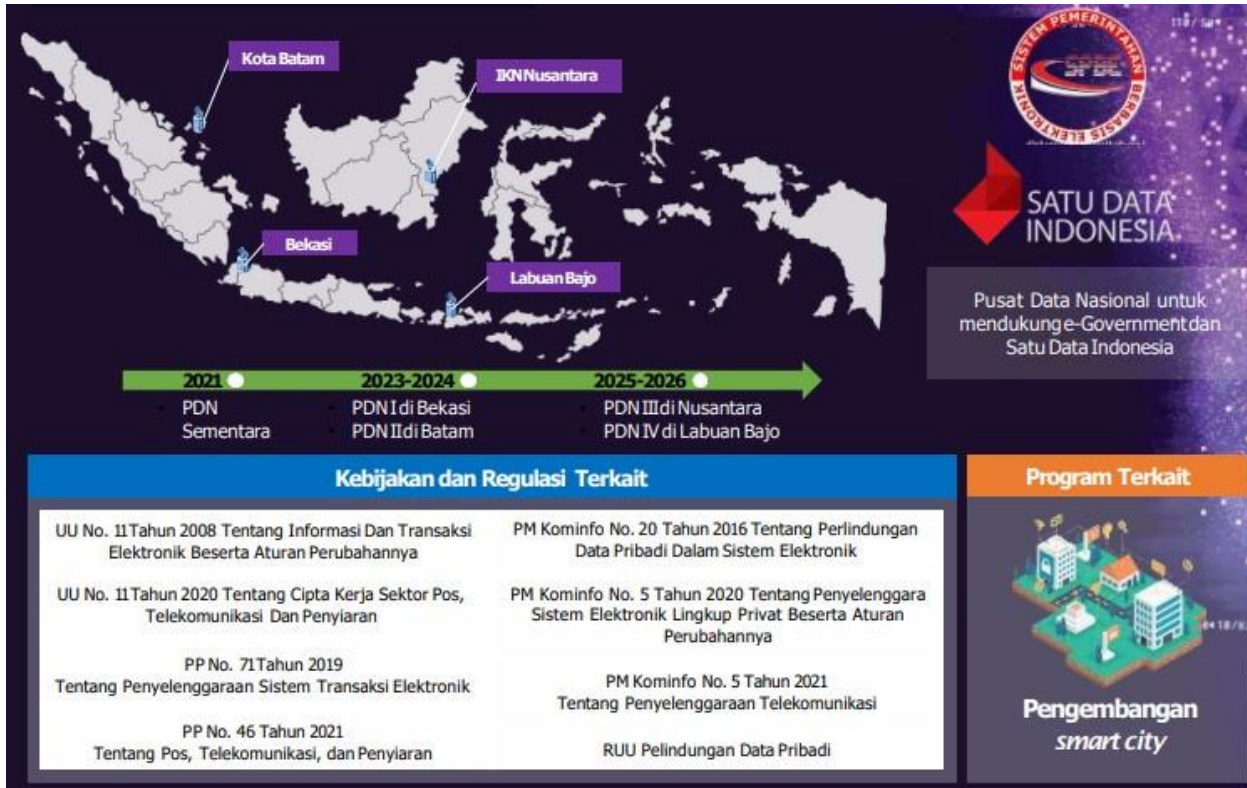 Kota Batam
IKN Nusantara
Bekasi
Labuan Bajo
SISTEM PEMERINTAHAN
BERBASIS ELEKTRONIK
SPBE
SATU DATA
INDONESIA
Pusat Data Nasional untuk
mendukung e-Government dan
Satu Data Indonesia
2021
PDN
Sementara
2023-2024
PDN I di Bekasi
PDN II di Batam
2025-2026
PDN III di Nusantara
PDN IV di Labuan Bajo
Kebijakan dan Regulasi Terkait
UU No. 11 Tahun 2008 Tentang Informasi Dan Transaksi
Elektronik Beserta Aturan Perubahannya
UU No. 11 Tahun 2020 Tentang Cipta Kerja Sektor Pos,
Telekomunikasi Dan Penyiaran
PP No. 71 Tahun 2019
Tentang Penyelenggaraan Sistem Transaksi Elektronik
PP No. 46 Tahun 2021
Tentang Pos, Telekomunikasi, dan Penyiaran
PM Kominfo No. 20 Tahun 2016 Tentang Perlindungan
Data Pribadi Dalam Sistem Elektronik
PM Kominfo No. 5 Tahun 2020 Tentang Penyelenggara
Sistem Elektronik Lingkup Privat Beserta Aturan
Perubahannya
PM Kominfo No. 5 Tahun 2021
Tentang Penyelenggaraan Telekomunikasi
RUU Pelindungan Data Pribadi
Program Terkait
Pengembangan
smart city